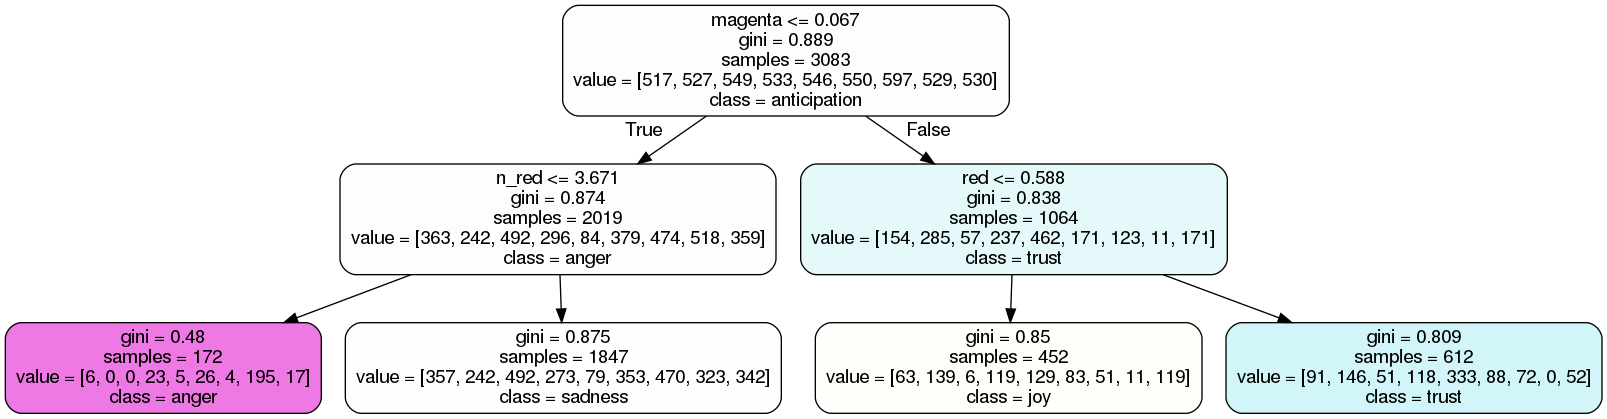 magenta <= 0.067
gini = 0.889
samples = 3083
value = [517, 527, 549, 533, 546, 550, 597, 529, 530]
class = anticipation
True
False
n_red <= 3.671
gini = 0.874
samples = 2019
value = [363, 242, 492, 296, 84, 379, 474, 518, 359]
class = anger
red <= 0.588
gini = 0.838
samples = 1064
value = [154, 285, 57, 237, 462, 171, 123, 11, 171]
class = trust
gini = 0.48
samples = 172
value = [6, 0, 0, 23, 5, 26, 4, 195, 17]
class = anger
gini = 0.875
samples = 1847
value = [357, 242, 492, 273, 79, 353, 470, 323, 342]
class = sadness
gini = 0.85
samples = 452
value = [63, 139, 6, 119, 129, 83, 51, 11, 119]
class = joy
gini = 0.809
samples = 612
value = [91, 146, 51, 118, 333, 88, 72, 0, 52]
class = trust